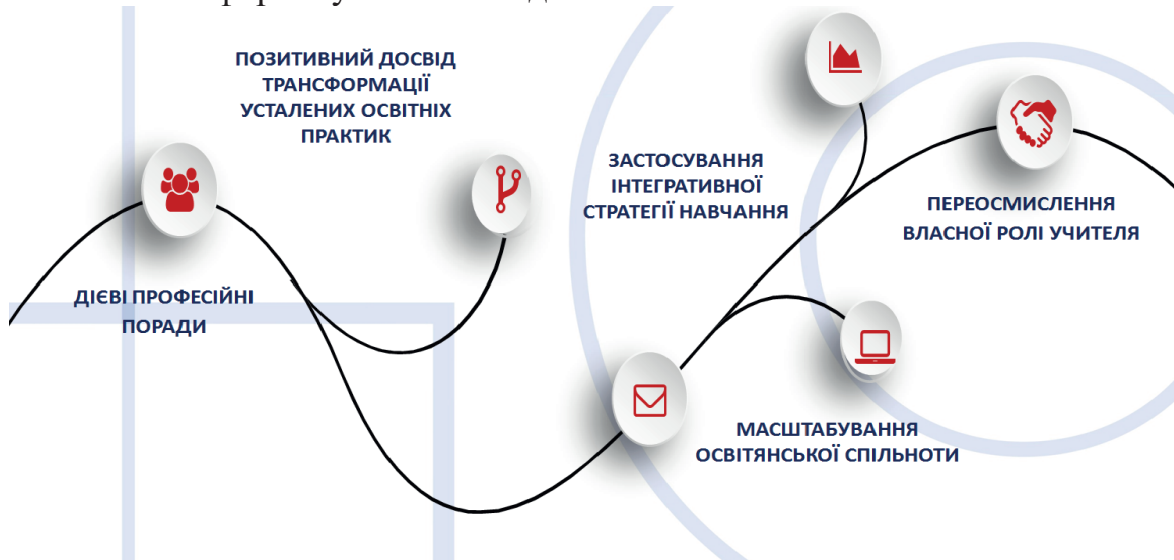 ПОЗИТИВНИЙ ДОСВІД
ТРАНСФОРМАЦІЇ
УСТАЛЕНИХ ОСВІТНІХ
ПРАКТИК
ДІЄВІ ПРОФЕСІЙНІ
ПОРАДИ
ЗАСТОСУВАННЯ
ІНТЕГРАТИВНОЇ
СТРАТЕГІЇ НАВЧАННЯ
ПЕРЕОСМИСЛЕННЯ
ВЛАСНОЇ РОЛІ УЧИТЕЛЯ
МАСШТАБУВАННЯ
ОСВІТЯНСЬКОЇ СПІЛЬНОТИ